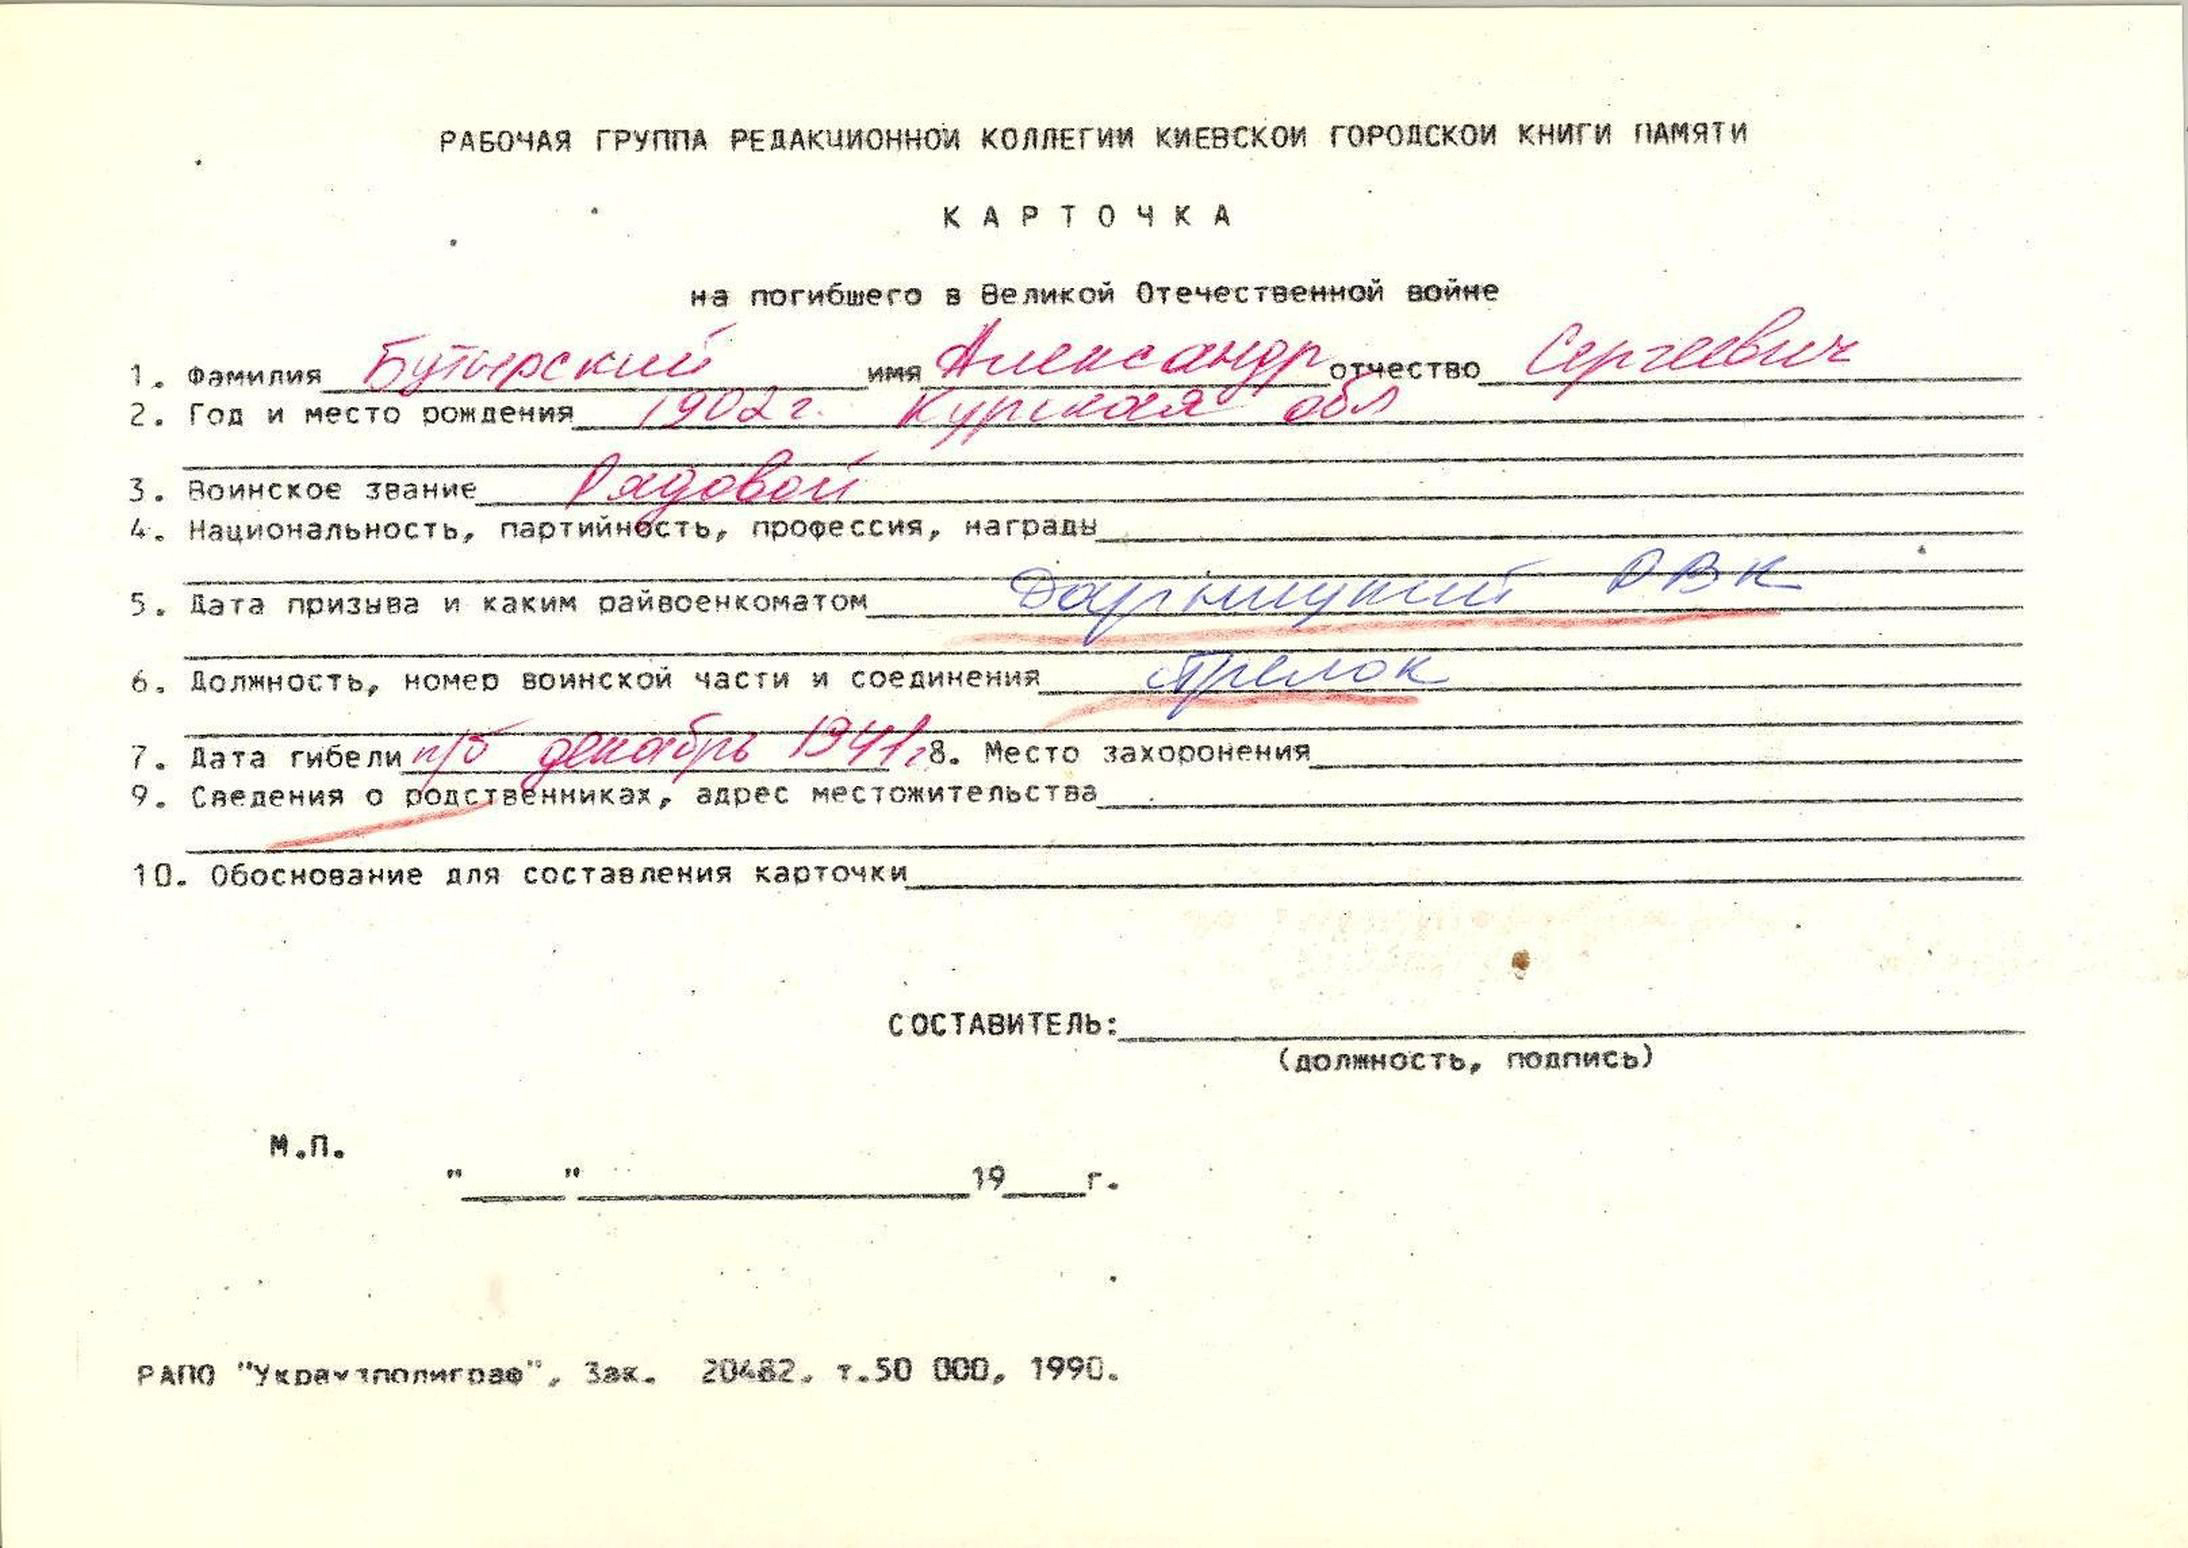 РАБОЧАЯ ГРУППА РЕДАКЦИОННОЙ КОЛЛЕГИИ КИЕВСКОЙ ГОРОДСКОЙ КНИГИ ПАМЯТИ
К А Р Т О Ч К А
на погибшего в Великой Отечественной войне
1. Фамилия Бутырский имя Александр отчество Сергеевич
2. Год и место рождения 1902 г. Курская обл
3. Воинское звание Рядовой
4. Национальность, партийность, профессия, награды
5. Дата призыва и каким райвоенкоматом Дарницкий РВК
6. Должность, номер воинской части и соединения стрелок
7. Дата гибели п/б декабрь 1941г 8. Место захоронения
9. Сведения о родственниках, адрес местожительства
10. Обоснование для составления карточки
СОСТАВИТЕЛЬ:
(должность, подпись)
М.П.
"____"____________19____г.
РАПО "Укрвузполиграф", Зак. 20482. т.50 000, 1990.